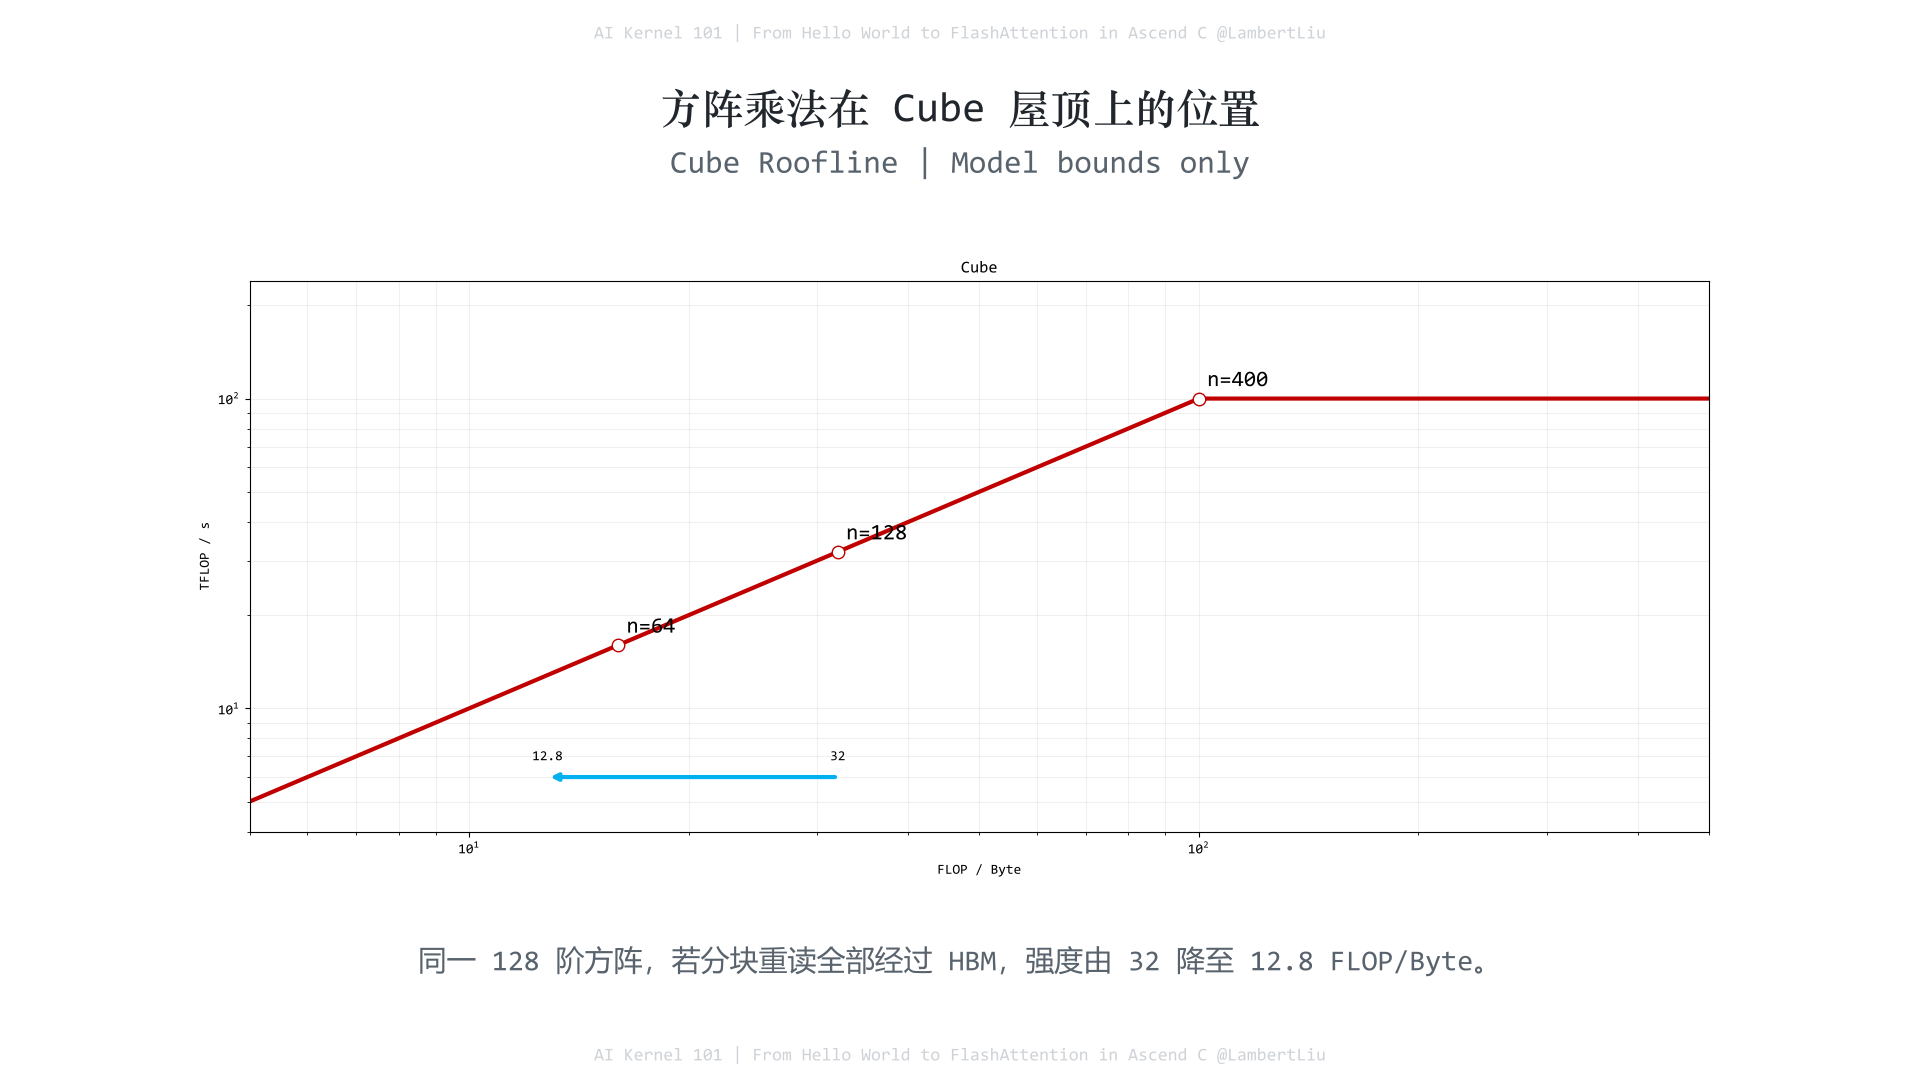 AI Kernel 101 | From Hello World to FlashAttention in Ascend C @LambertLiu
方阵乘法在 Cube 屋顶上的位置
Cube Roofline | Model bounds only
Cube
n=400
10²
n=128
TFLOP / s
n=64
10¹
12.8
32
10¹
10²
FLOP / Byte
同一 128 阶方阵，若分块重读全部经过 HBM，强度由 32 降至 12.8 FLOP/Byte。
AI Kernel 101 | From Hello World to FlashAttention in Ascend C @LambertLiu